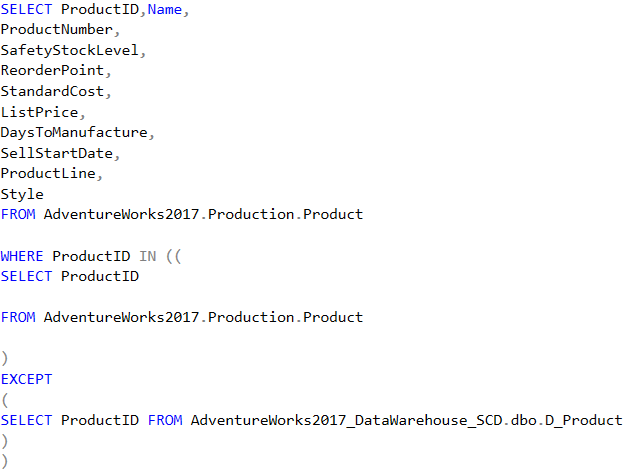 SELECT ProductID,Name,
ProductNumber,
SafetyStockLevel,
ReorderPoint,
StandardCost,
ListPrice,
DaysToManufacture,
SellStartDate,
ProductLine,
Style
FROM AdventureWorks2017.Production.Product
WHERE ProductID IN ((
SELECT ProductID
FROM AdventureWorks2017.Production.Product
)
EXCEPT
(
SELECT ProductID FROM AdventureWorks2017_DataWarehouse_SCD.dbo.D_Product
)
)